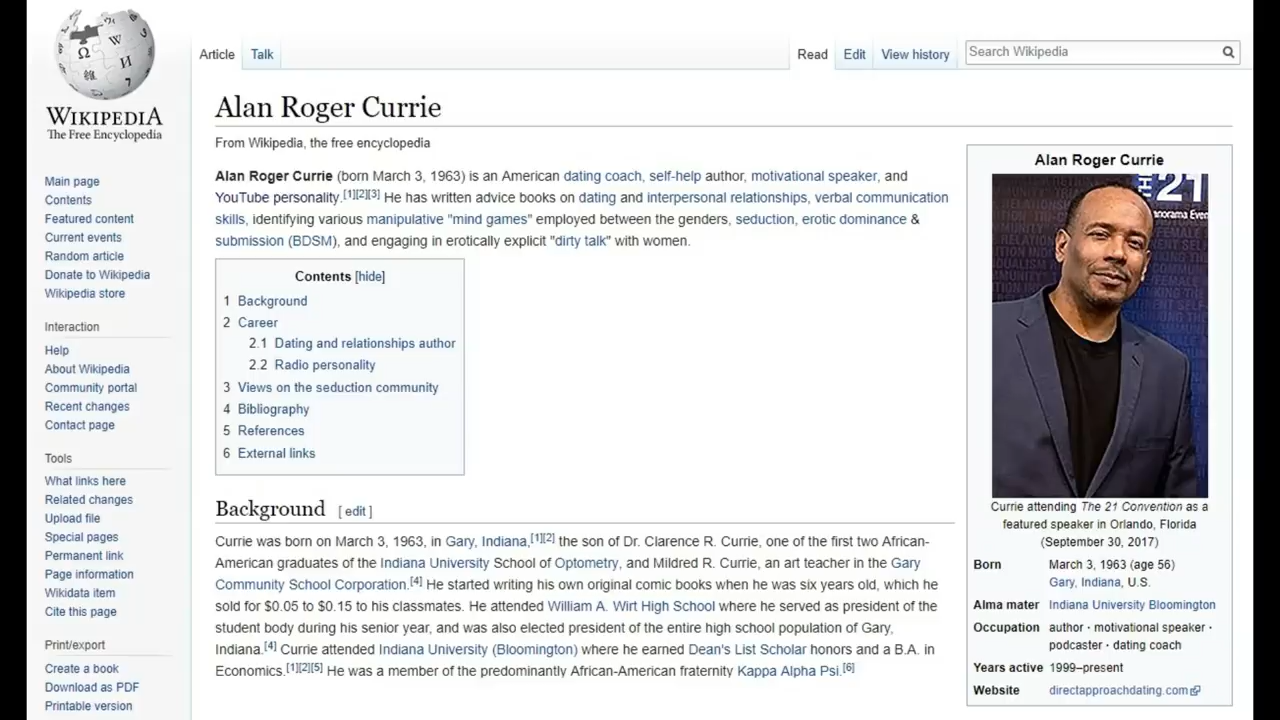 WIKIPEDIA
The Free Encyclopedia
Main page
Contents
Featured content
Current events
Random article
Donate to Wikipedia
Wikipedia store
Interaction
Help
About Wikipedia
Community portal
Recent changes
Contact page
Tools
What links here
Related changes
Upload file
Special pages
Permanent link
Page information
Wikidata item
Cite this page
Print/export
Create a book
Download as PDF
Printable version
Article Talk
Read Edit View history Search Wikipedia
Alan Roger Currie
From Wikipedia, the free encyclopedia
Alan Roger Currie (born March 3, 1963) is an American dating coach, self-help author, motivational speaker, and
YouTube personality.[1][2][3] He has written advice books on dating and interpersonal relationships, verbal communication
skills, identifying various manipulative "mind games" employed between the genders, seduction, erotic dominance &
submission (BDSM), and engaging in erotically explicit "dirty talk" with women.
Contents [hide]
1 Background
2 Career
2.1 Dating and relationships author
2.2 Radio personality
3 Views on the seduction community
4 Bibliography
5 References
6 External links
Background [ edit ]
Currie was born on March 3, 1963, in Gary, Indiana,[1][2] the son of Dr. Clarence R. Currie, one of the first two African-
American graduates of the Indiana University School of Optometry, and Mildred R. Currie, an art teacher in the Gary
Community School Corporation.[4] He started writing his own original comic books when he was six years old, which he
sold for $0.05 to $0.15 to his classmates. He attended William A. Wirt High School where he served as president of the
student body during his senior year, and was also elected president of the entire high school population of Gary,
Indiana.[4] Currie attended Indiana University (Bloomington) where he earned Dean's List Scholar honors and a B.A. in
Economics.[1][2][5] He was a member of the predominantly African-American fraternity Kappa Alpha Psi.[6]
Alan Roger Currie
21
Currie attending The 21 Convention as a
featured speaker in Orlando, Florida
(September 30, 2017)
Born March 3, 1963 (age 56)
Gary, Indiana, U.S.
Alma mater Indiana University Bloomington
Occupation author · motivational speaker ·
podcaster · dating coach
Years active 1999–present
Website directapproachdating.com